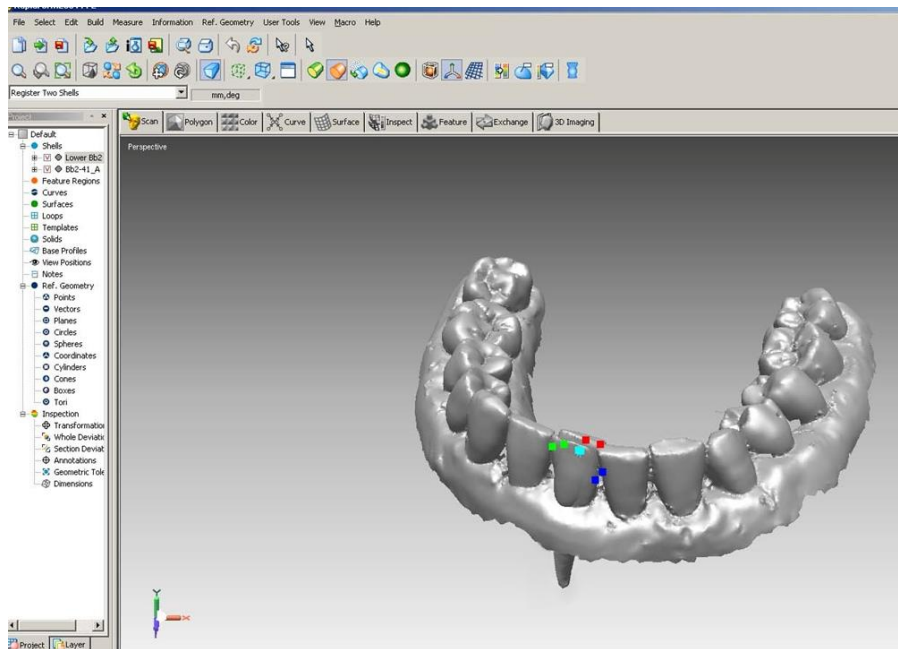 File Select Edit Build Measure Information Ref. Geometry User Tools View Macro Help
Register Two Shells
mm,deg
Scan Polygon Color Curve Surface Inspect Feature Exchange 3D Imaging
Default
Shells
Lower Bb2
Bb2-41_A
Feature Regions
Curves
Surfaces
Loops
Templates
Solids
Base Profiles
View Positions
Notes
Ref. Geometry
Points
Vectors
Planes
Circles
Spheres
Coordinates
Cylinders
Cones
Boxes
Tori
Inspection
Transformation
Whole Deviatic
Section Deviat
Annotations
Geometric Tole
Dimensions
Perspective
Y
Project Layer